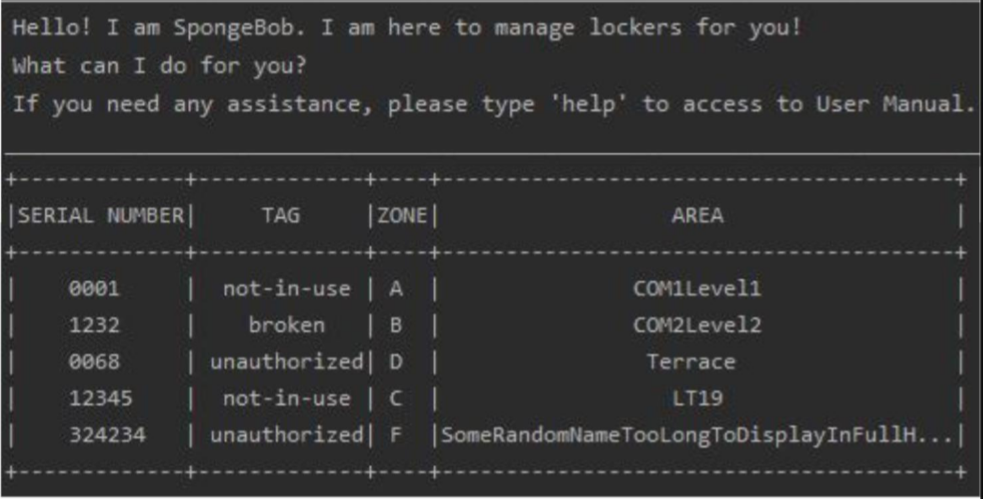 Hello! I am SpongeBob. I am here to manage lockers for you!
What can I do for you?
If you need any assistance, please type 'help' to access to User Manual.
+-------------+-------------+----+----------------------------------------+
|SERIAL NUMBER|     TAG     |ZONE|                  AREA                  |
+-------------+-------------+----+----------------------------------------+
|    0001     |  not-in-use | A  |               COM1Level1               |
|    1232     |    broken   | B  |               COM2Level2               |
|    0068     | unauthorized| D  |                Terrace                 |
|    12345    |  not-in-use | C  |                  LT19                  |
|    324234   | unauthorized| F  |SomeRandomNameTooLongToDisplayInFullH...|
+-------------+-------------+----+----------------------------------------+